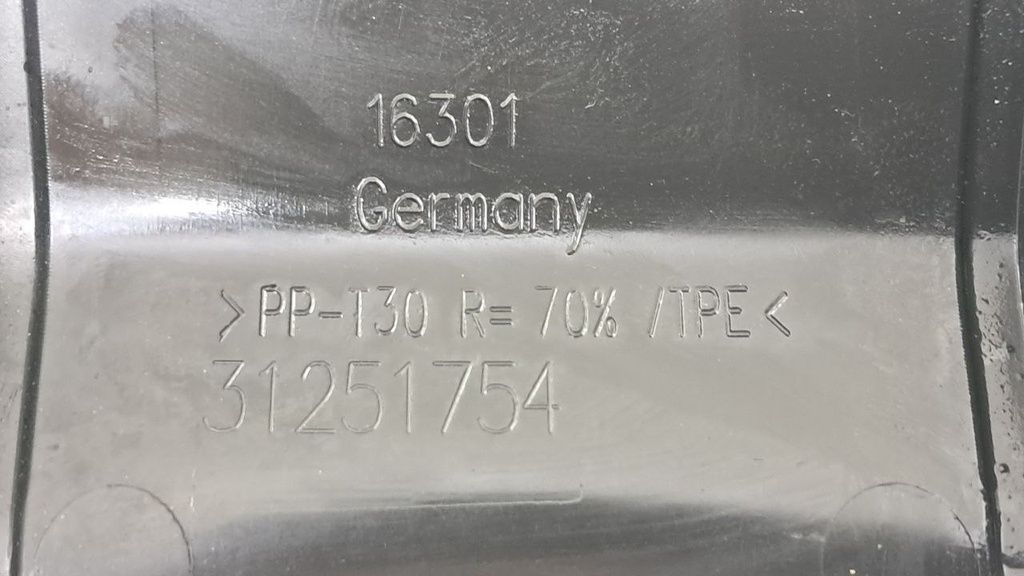 16301
Germany
>PP-T30 R= 70% /TPE<
31251754